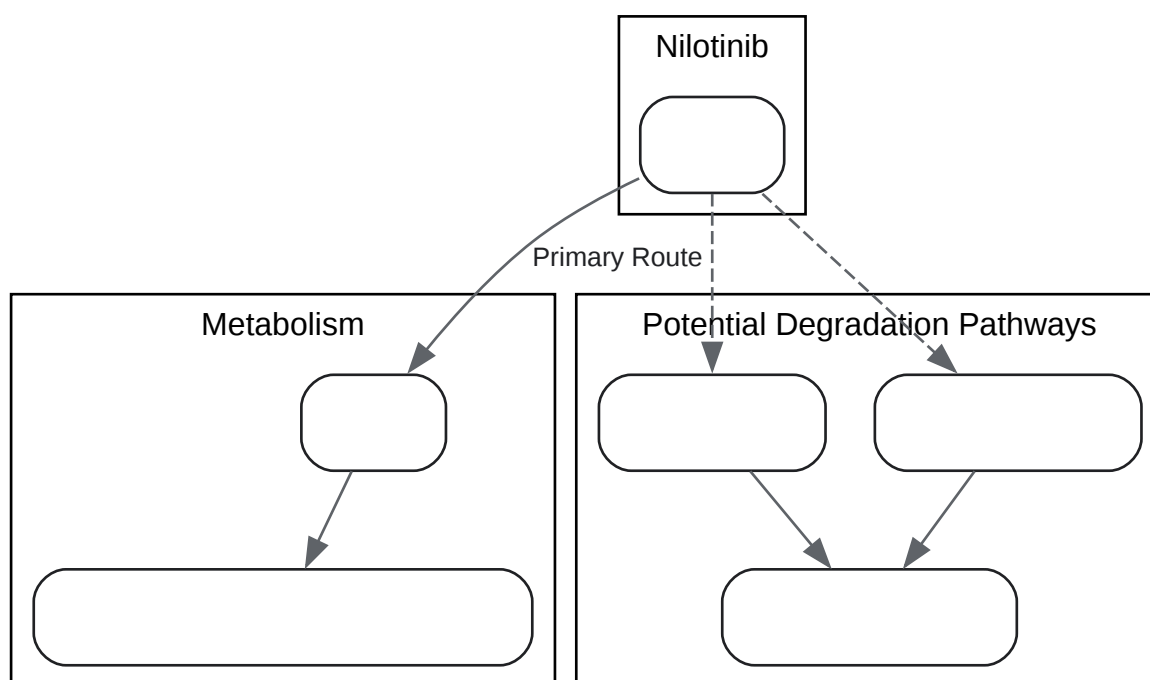 Nilotinib
Primary Route
Metabolism
Potential Degradation Pathways